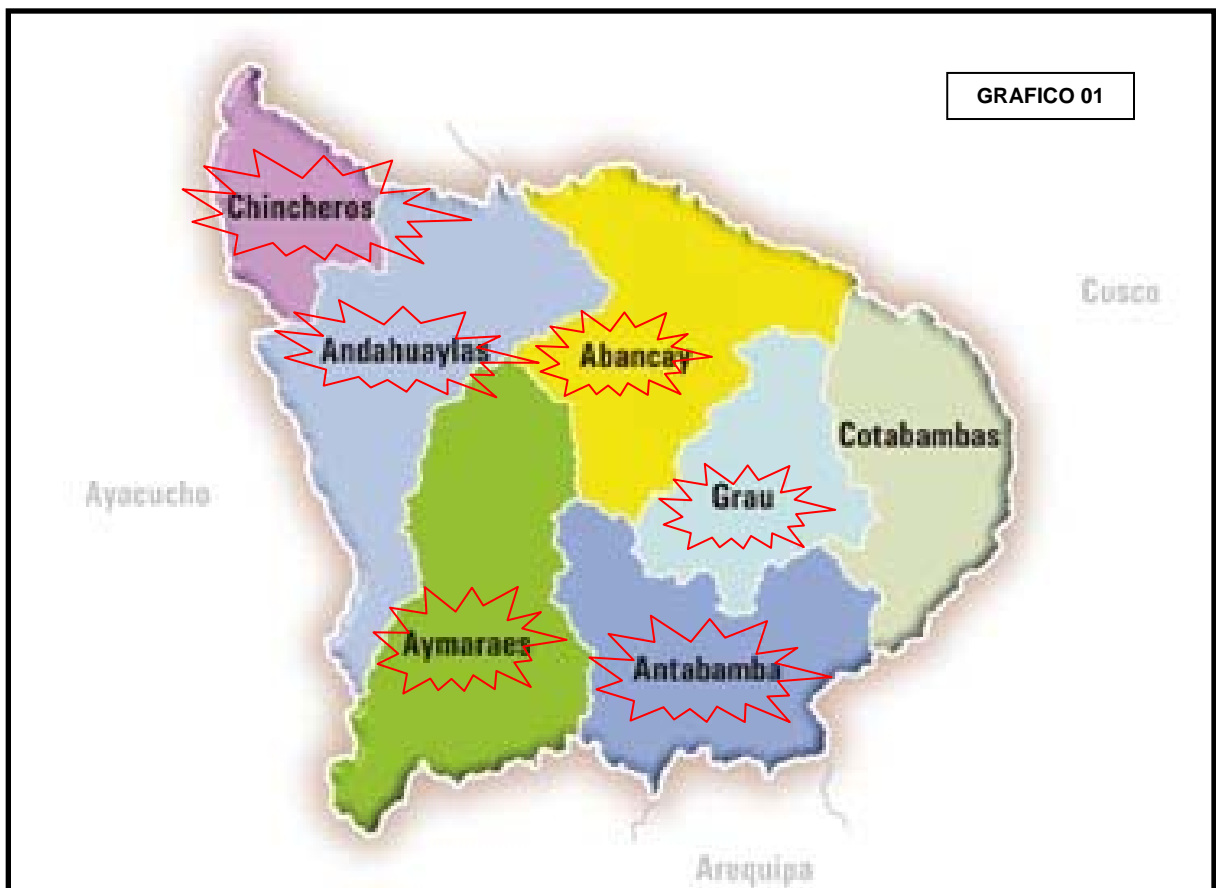 GRAFICO 01
Chincheros
Cusco
Andahuaylas
Abancay
Cotabambas
Ayacucho
Grau
Aymaraes
Antabamba
Arequipa